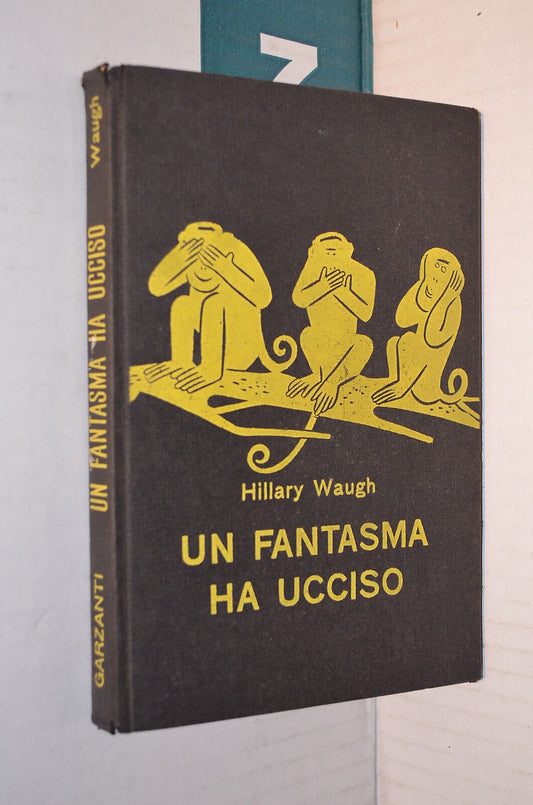 Hillary Waugh
UN FANTASMA
HA UCCISO
Waugh
UN FANTASMA HA UCCISO
GARZANTI